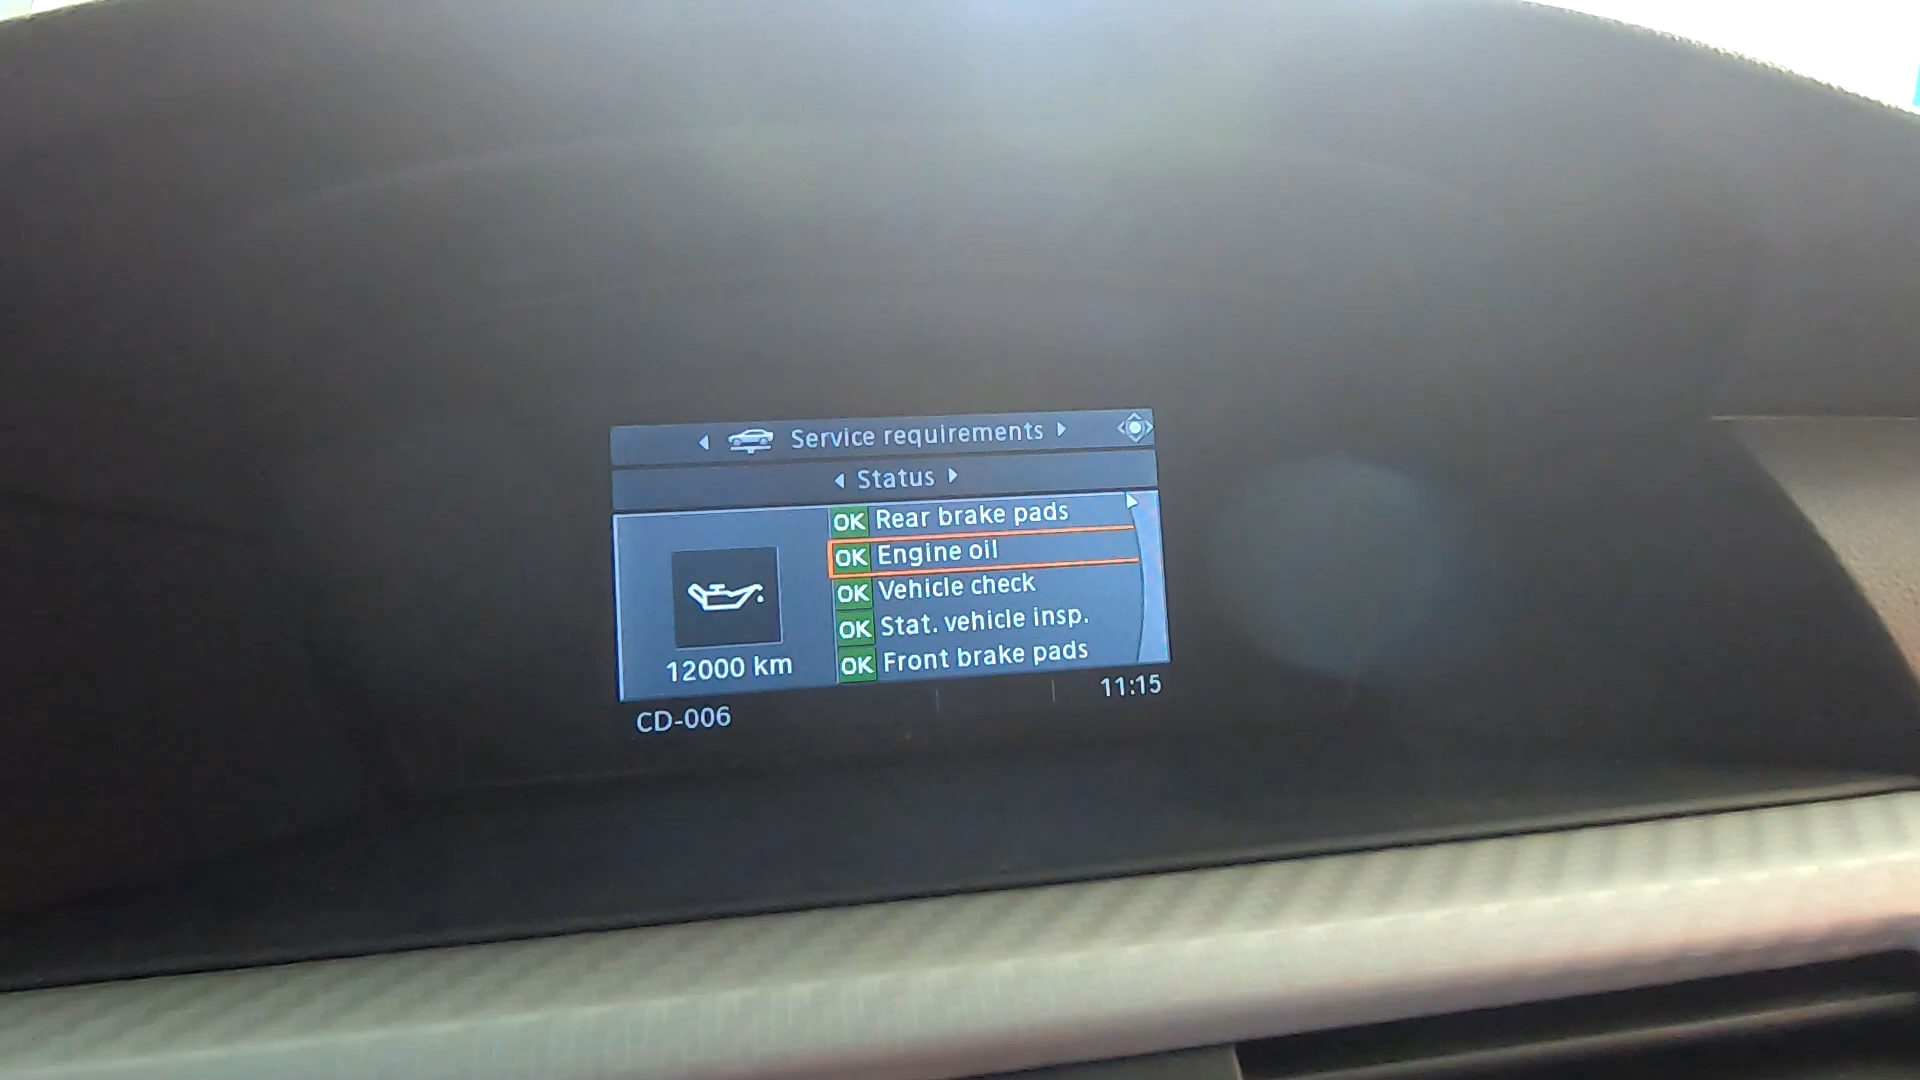 Service requirements
Status
OK Rear brake pads
OK Engine oil
OK Vehicle check
OK Stat. vehicle insp.
OK Front brake pads
12000 km
11:15
CD-006